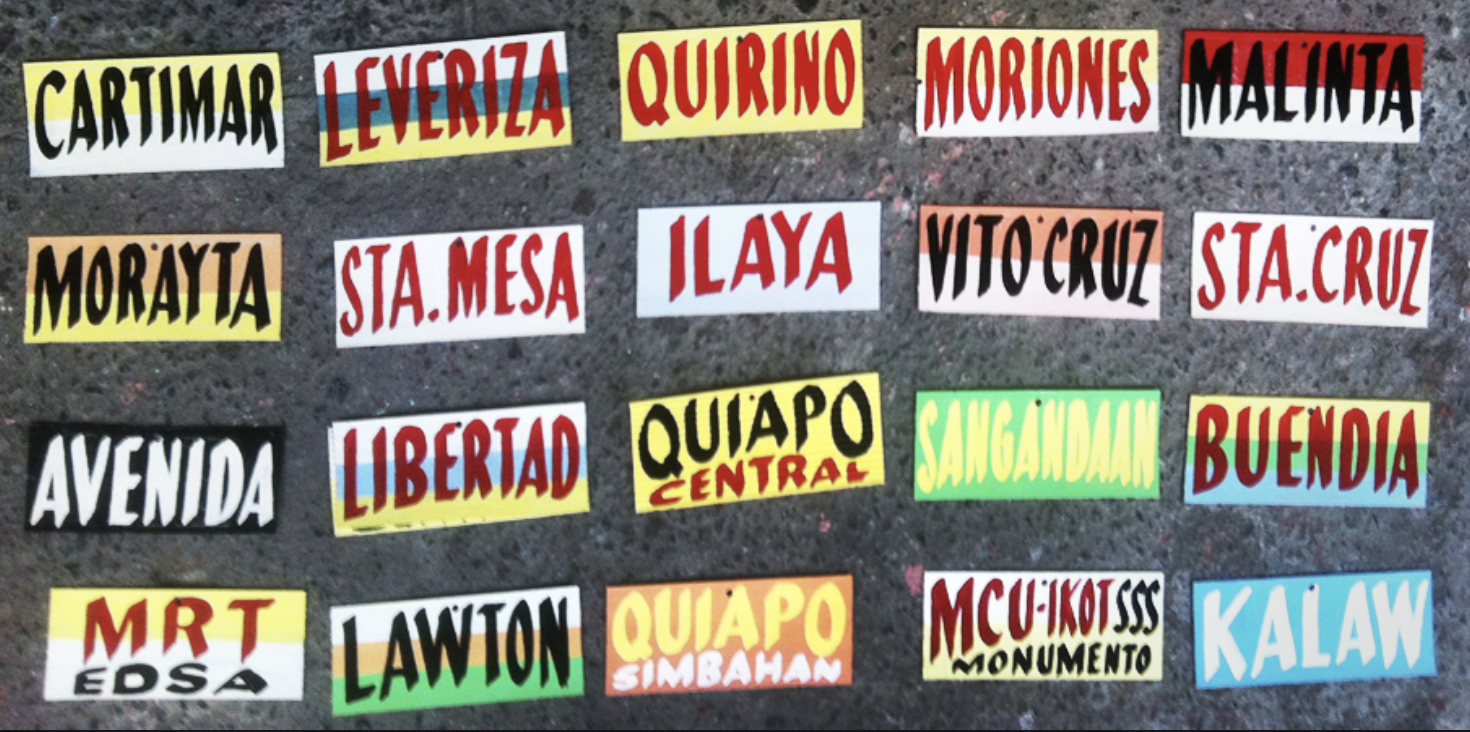 CARTIMAR
LEVERIZA
QUIRINO
MORIONES
MALINTA
MORAYTA
STA. MESA
ILAYA
VITO CRUZ
STA. CRUZ
AVENIDA
LIBERTAD
QUIAPO
CENTRAL
SANGANDAAN
BUENDIA
MRT
EDSA
LAWTON
QUIAPO
SIMBAHAN
MCU-IKOT SSS
MONUMENTO
KALAW